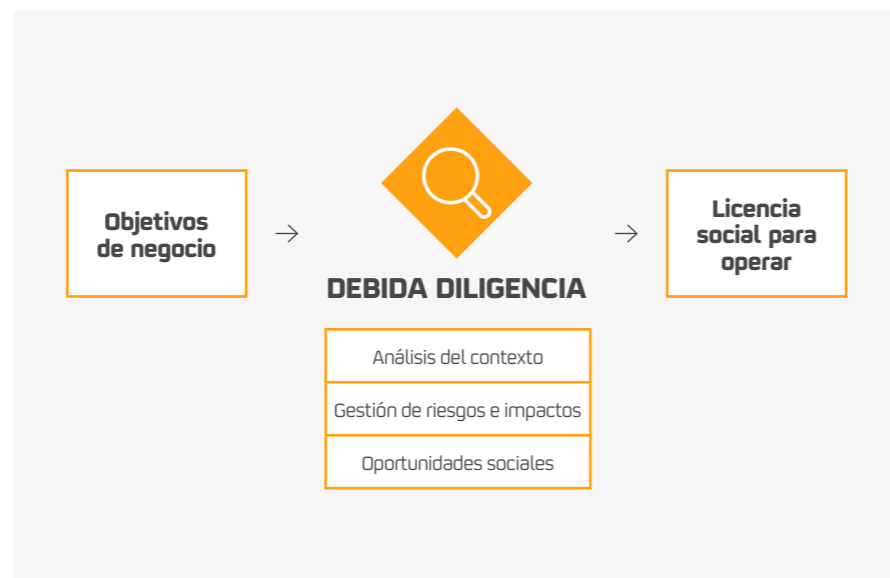 Objetivos
de negocio
→
DEBIDA DILIGENCIA
Análisis del contexto
Gestión de riesgos e impactos
Oportunidades sociales
→
Licencia
social para
operar